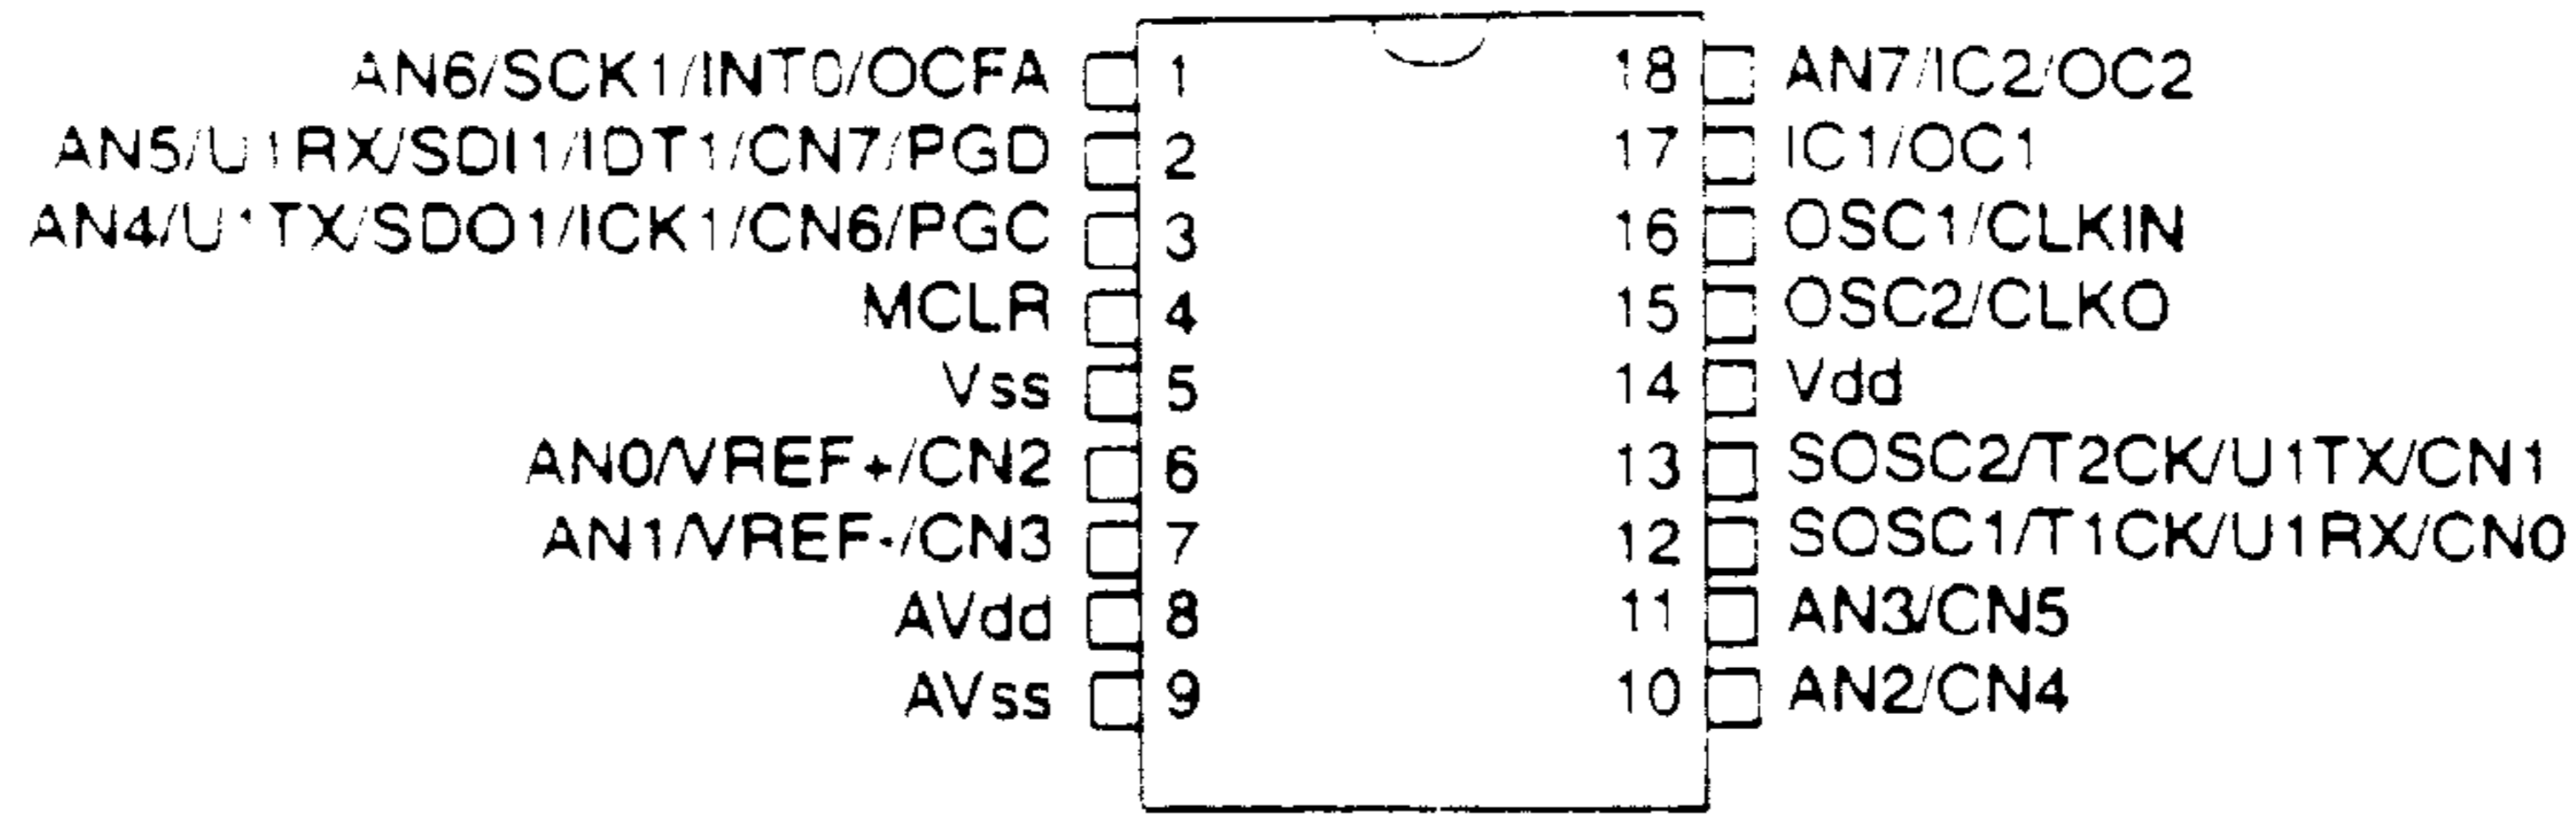 AN6/SCK1/INT0/OCFA 1 18 AN7/IC2/OC2
AN5/U1RX/SDI1/IDT1/CN7/PGD 2 17 IC1/OC1
AN4/U1TX/SDO1/ICK1/CN6/PGC 3 16 OSC1/CLKIN
MCLR 4 15 OSC2/CLKO
Vss 5 14 Vdd
AN0/VREF+/CN2 6 13 SOSC2/T2CK/U1TX/CN1
AN1/VREF-/CN3 7 12 SOSC1/T1CK/U1RX/CN0
AVdd 8 11 AN3/CN5
AVss 9 10 AN2/CN4